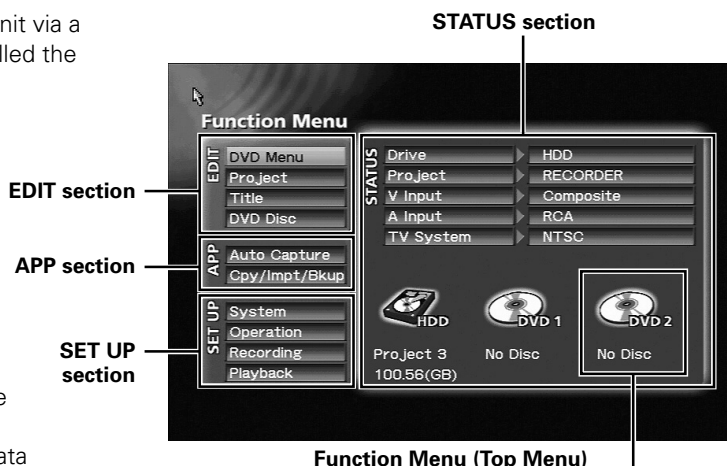 nit via a
lled the
STATUS section
Function Menu
EDIT section
EDIT
DVD Menu
Project
Title
DVD Disc
APP section
APP
Auto Capture
Cpy/Impt/Bkup
SET UP
section
SET UP
System
Operation
Recording
Playback
STATUS
Drive HDD
Project RECORDER
V Input Composite
A Input RCA
TV System NTSC
HDD DVD 1 DVD 2
Project 3 No Disc No Disc
100.56(GB)
e
ata
Function Menu (Top Menu)